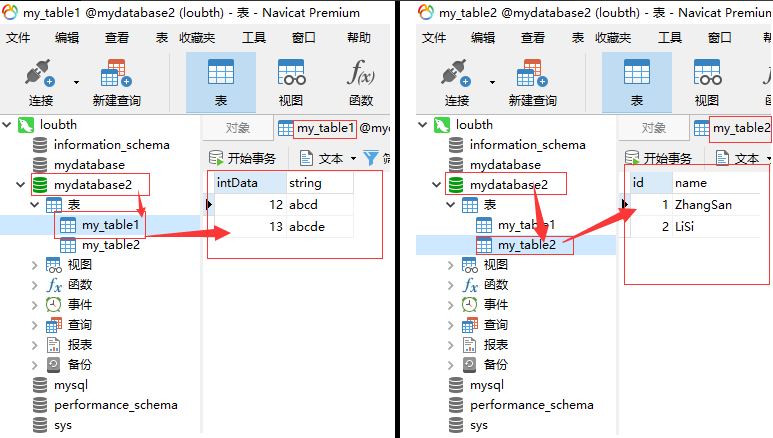 my_table1 @mydatabase2 (loubth) - 表 - Navicat Premium
文件 编辑 查看 表 收藏夹 工具 窗口 帮助
连接 新建查询 表 视图 函数
loubth
information_schema
mydatabase
mydatabase2
表
my_table1
my_table2
视图
函数
事件
查询
报表
备份
mysql
performance_schema
sys
对象 my_table1 @myd
开始事务 文本 筛
intData string
12 abcd
13 abcde
my_table2 @mydatabase2 (loubth) - 表 - Navicat Premium
文件 编辑 查看 表 收藏夹 工具 窗口 帮助
连接 新建查询 表 视图 函数
loubth
information_schema
mydatabase
mydatabase2
表
my_table1
my_table2
视图
函数
事件
查询
报表
备份
mysql
performance_schema
sys
对象 my_table2
开始事务 文本
id name
1 ZhangSan
2 LiSi